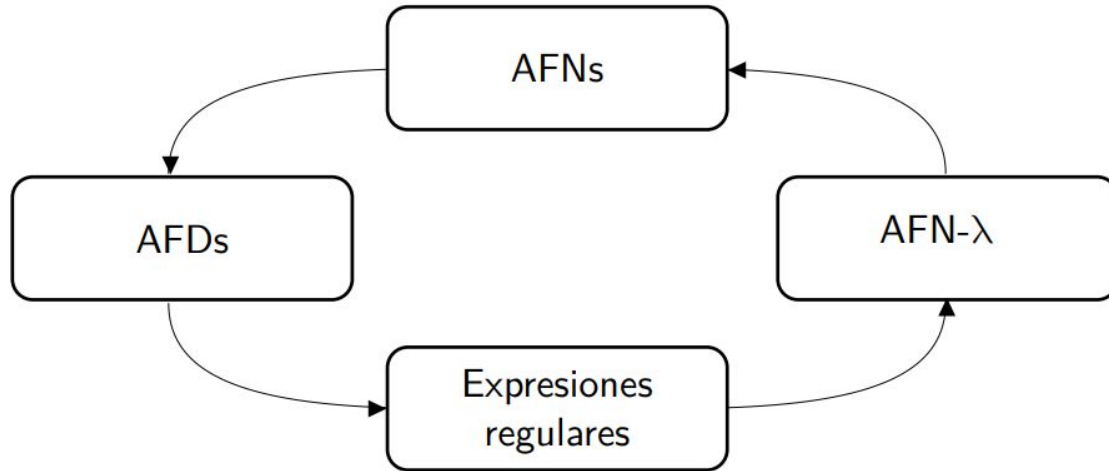 AFNs
AFDs
AFN-λ
Expresiones
regulares